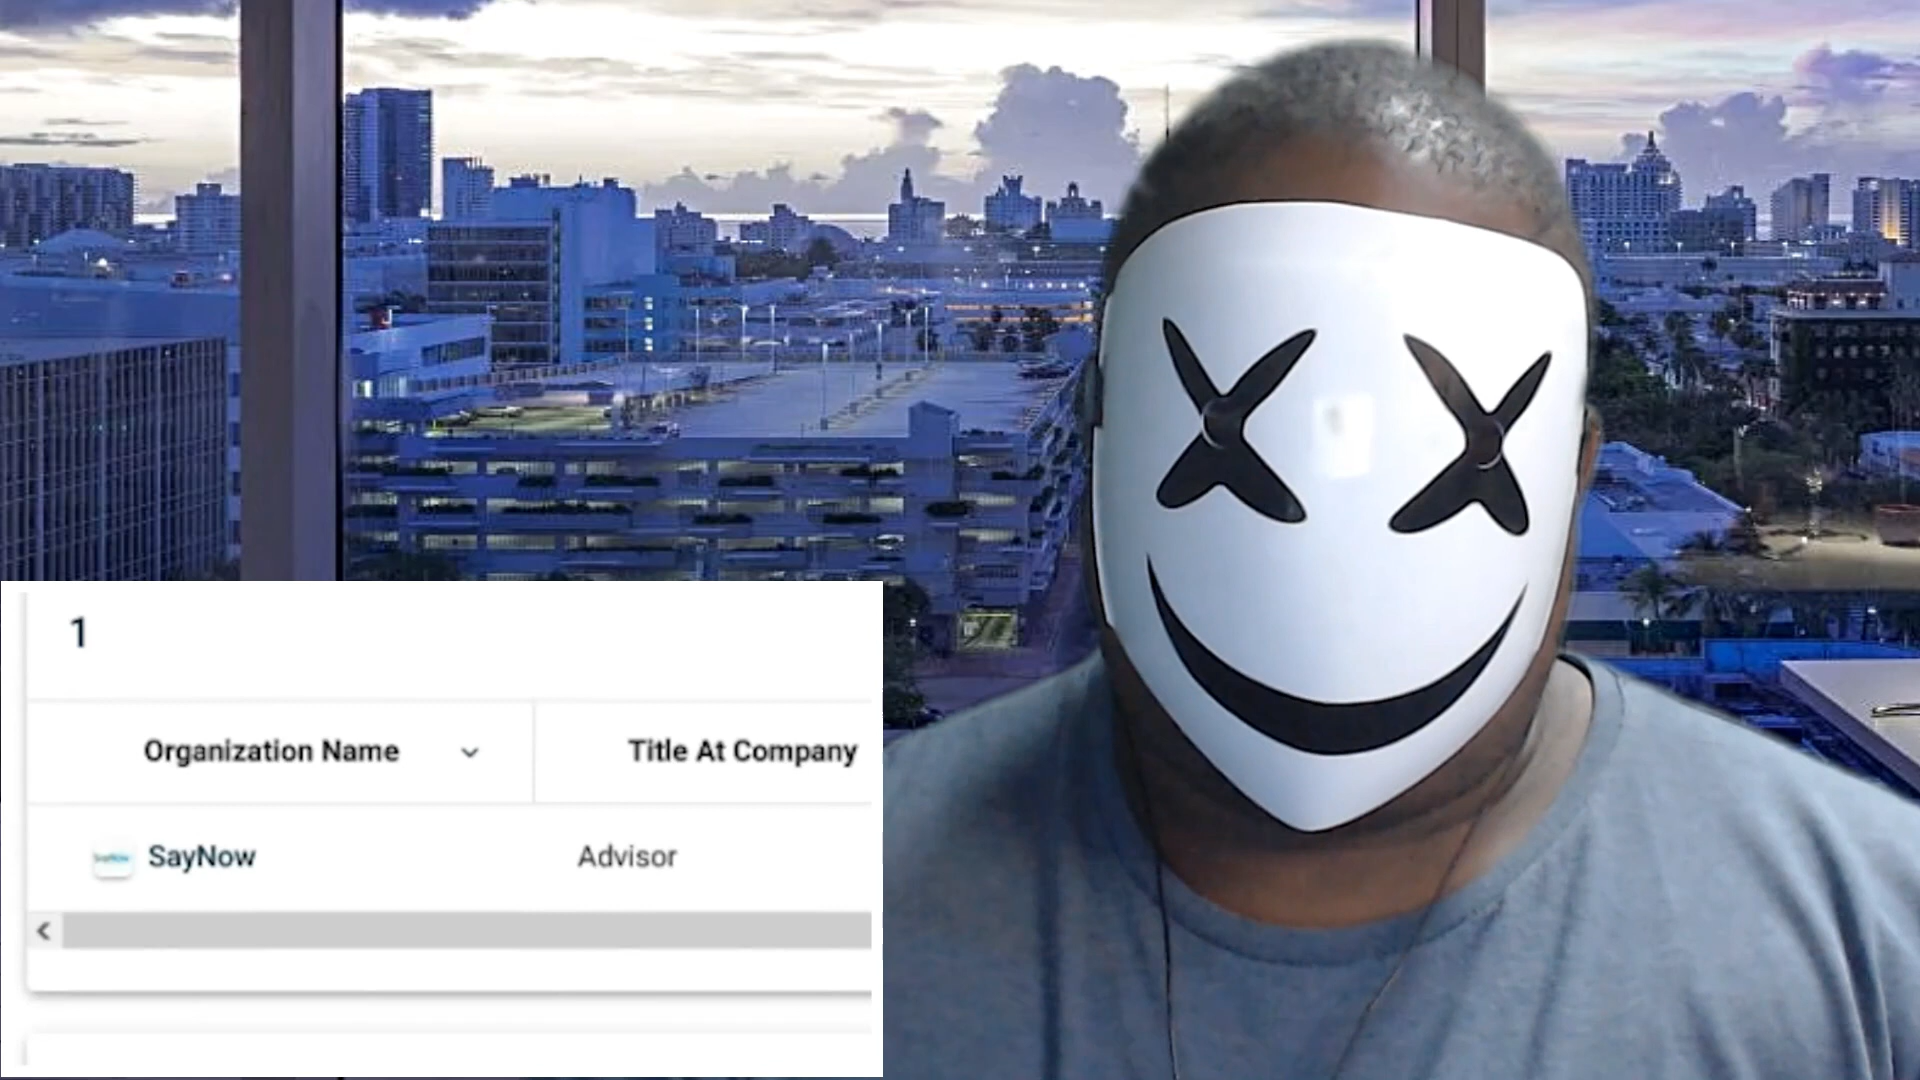 1
Organization Name
Title At Company
SayNow
Advisor